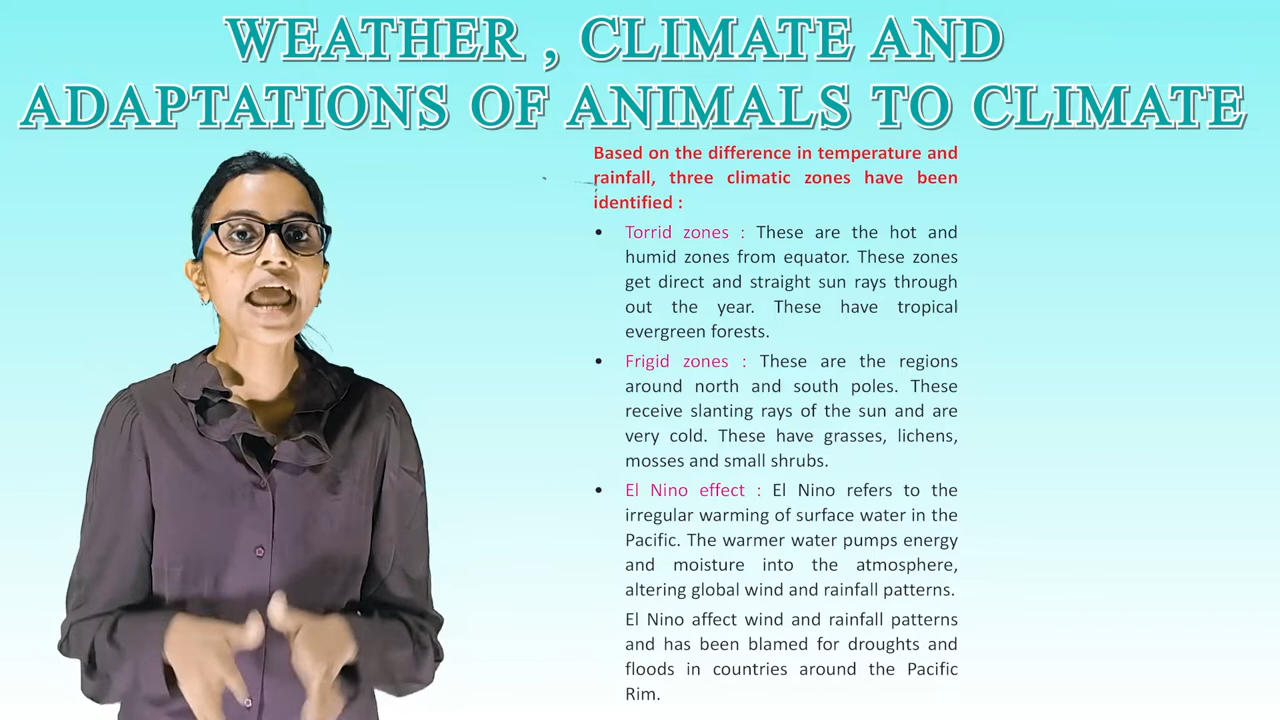 WEATHER , CLIMATE AND
ADAPTATIONS OF ANIMALS TO CLIMATE
Based on the difference in temperature and
rainfall, three climatic zones have been
identified :
• Torrid zones : These are the hot and
humid zones from equator. These zones
get direct and straight sun rays through
out the year. These have tropical
evergreen forests.
• Frigid zones : These are the regions
around north and south poles. These
receive slanting rays of the sun and are
very cold. These have grasses, lichens,
mosses and small shrubs.
• El Nino effect : El Nino refers to the
irregular warming of surface water in the
Pacific. The warmer water pumps energy
and moisture into the atmosphere,
altering global wind and rainfall patterns.
El Nino affect wind and rainfall patterns
and has been blamed for droughts and
floods in countries around the Pacific
Rim.